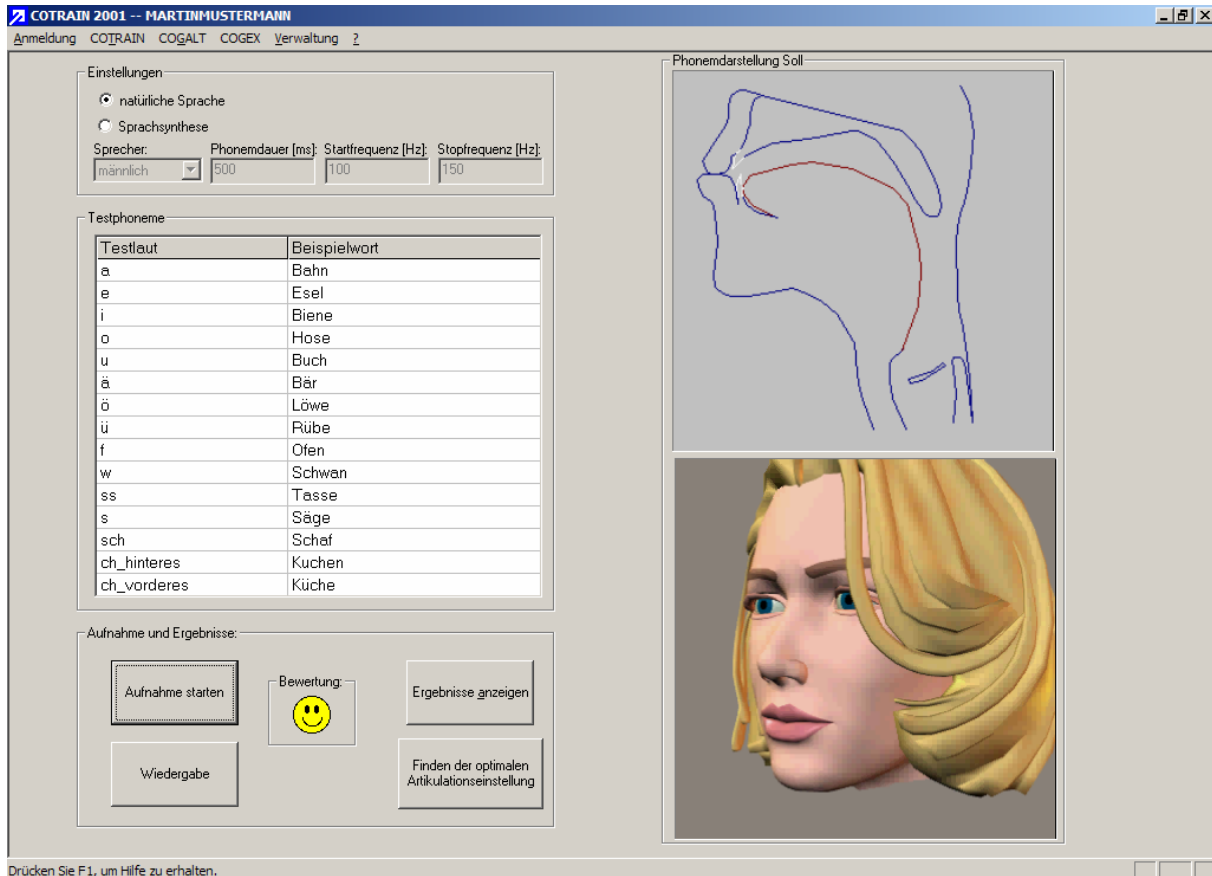 COTRAIN 2001 -- MARTINMUSTERMANN
Anmeldung COTRAIN COGALT COGEX Verwaltung ?
Einstellungen
natürliche Sprache
Sprachsynthese
Sprecher: Phonemdauer [ms]: Startfrequenz [Hz]: Stopfrequenz [Hz]:
männlich 500 100 150
Testphoneme
Testlaut Beispielwort
a Bahn
e Esel
i Biene
o Hose
u Buch
ä Bär
ö Löwe
ü Rübe
f Ofen
w Schwan
ss Tasse
s Säge
sch Schaf
ch_hinteres Kuchen
ch_vorderes Küche
Aufnahme und Ergebnisse:
Aufnahme starten
Bewertung:
Ergebnisse anzeigen
Wiedergabe
Finden der optimalen
Artikulationseinstellung
Phonemdarstellung Soll
Drücken Sie F1, um Hilfe zu erhalten.